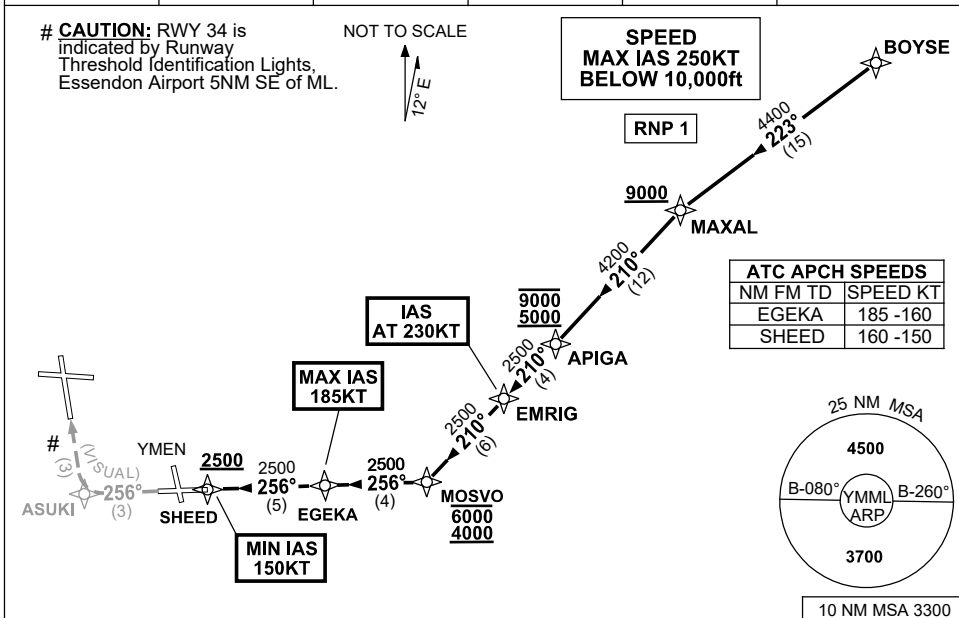 # CAUTION: RWY 34 is
indicated by Runway
Threshold Identification Lights,
Essendon Airport 5NM SE of ML.
NOT TO SCALE
12° E
SPEED
MAX IAS 250KT
BELOW 10,000ft
RNP 1
BOYSE
4400
223°
(15)
9000
MAXAL
4200
210°
(12)
9000
5000
APIGA
ATC APCH SPEEDS
NM FM TD SPEED KT
EGEKA 185 -160
SHEED 160 -150
IAS
AT 230KT
2500
210°
(4)
EMRIG
MAX IAS
185KT
2500
210°
(6)
#
(VISUAL)
(3)
YMEN
2500
2500
256°
(5)
2500
256°
(4)
MOSVO
6000
4000
ASUKI
256°
(3)
SHEED
EGEKA
MIN IAS
150KT
25 NM MSA
4500
B-080°
YMML
ARP
B-260°
3700
10 NM MSA 3300